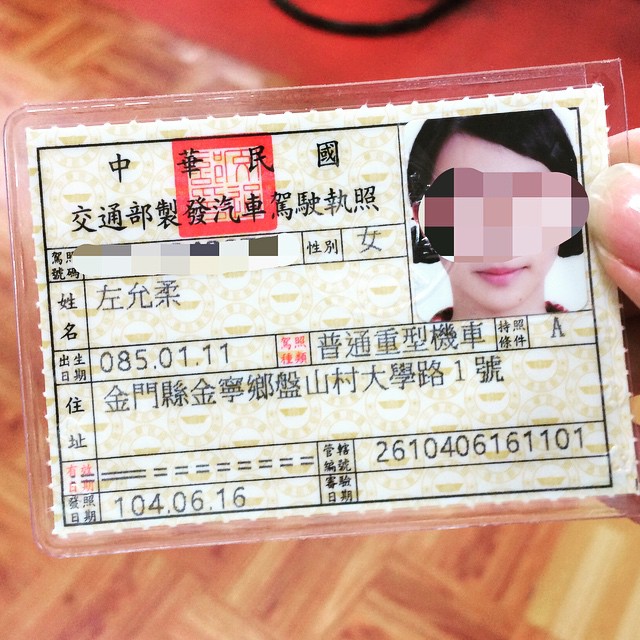 中華民國
交通部製發汽車駕駛執照
駕照號碼 性別 女
姓名 左允柔
出生日期 085.01.11 駕照種類 普通重型機車 持照條件 A
住址 金門縣金寧鄉盤山村大學路1號
有效日期 ============ 管轄編號 2610406161101
發照日期 104.06.16 審驗日期